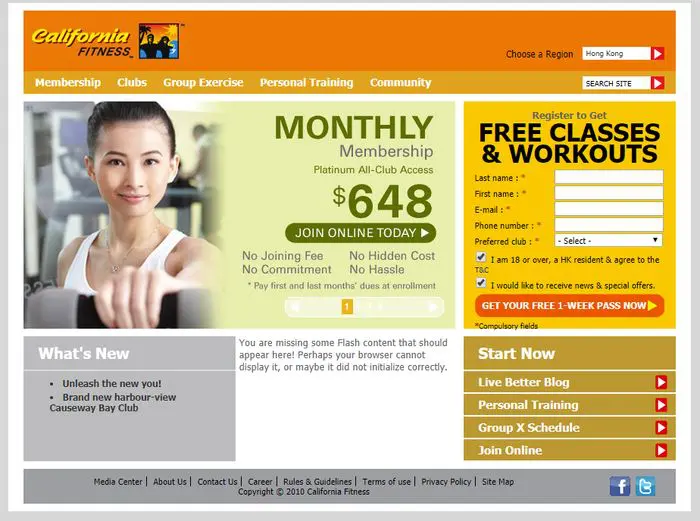 California
FITNESS
Choose a Region
Hong Kong
Membership Clubs Group Exercise Personal Training Community
SEARCH SITE
MONTHLY
Membership
Platinum All-Club Access
$648
JOIN ONLINE TODAY
No Joining Fee No Hidden Cost
No Commitment No Hassle
* Pay first and last months' dues at enrollment
1
Register to Get
FREE CLASSES
& WORKOUTS
Last name : *
First name : *
E-mail : *
Phone number : *
Preferred club : * - Select -
I am 18 or over, a HK resident & agree to the
T&C
I would like to receive news & special offers.
GET YOUR FREE 1-WEEK PASS NOW
*Compulsory fields
What's New
• Unleash the new you!
• Brand new harbour-view
Causeway Bay Club
You are missing some Flash content that should
appear here! Perhaps your browser cannot
display it, or maybe it did not initialize correctly.
Start Now
Live Better Blog
Personal Training
Group X Schedule
Join Online
Media Center | About Us | Contact Us | Career | Rules & Guidelines | Terms of use | Privacy Policy | Site Map
Copyright © 2010 California Fitness